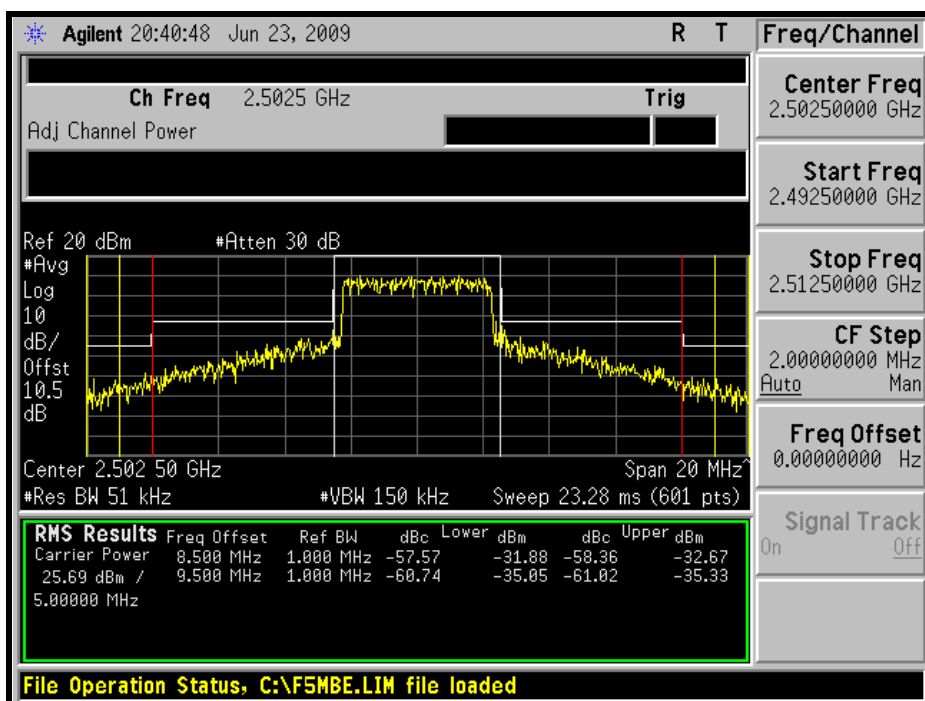 Agilent 20:40:48 Jun 23, 2009 R T
Freq/Channel
Ch Freq 2.5025 GHz Trig
Adj Channel Power
Center Freq
2.50250000 GHz
Start Freq
2.49250000 GHz
Stop Freq
2.51250000 GHz
CF Step
2.00000000 MHz
Auto Man
Freq Offset
0.00000000 Hz
Signal Track
On Off
Ref 20 dBm #Atten 30 dB
#Avg
Log
10
dB/
Offst
10.5
dB
Center 2.502 50 GHz Span 20 MHz^
#Res BW 51 kHz #VBW 150 kHz Sweep 23.28 ms (601 pts)
RMS Results Freq Offset Ref BW dBc Lower dBm dBc Upper dBm
Carrier Power 8.500 MHz 1.000 MHz -57.57 -31.88 -58.36 -32.67
25.69 dBm / 9.500 MHz 1.000 MHz -60.74 -35.05 -61.02 -35.33
5.00000 MHz
File Operation Status, C:\F5MBE.LIM file loaded